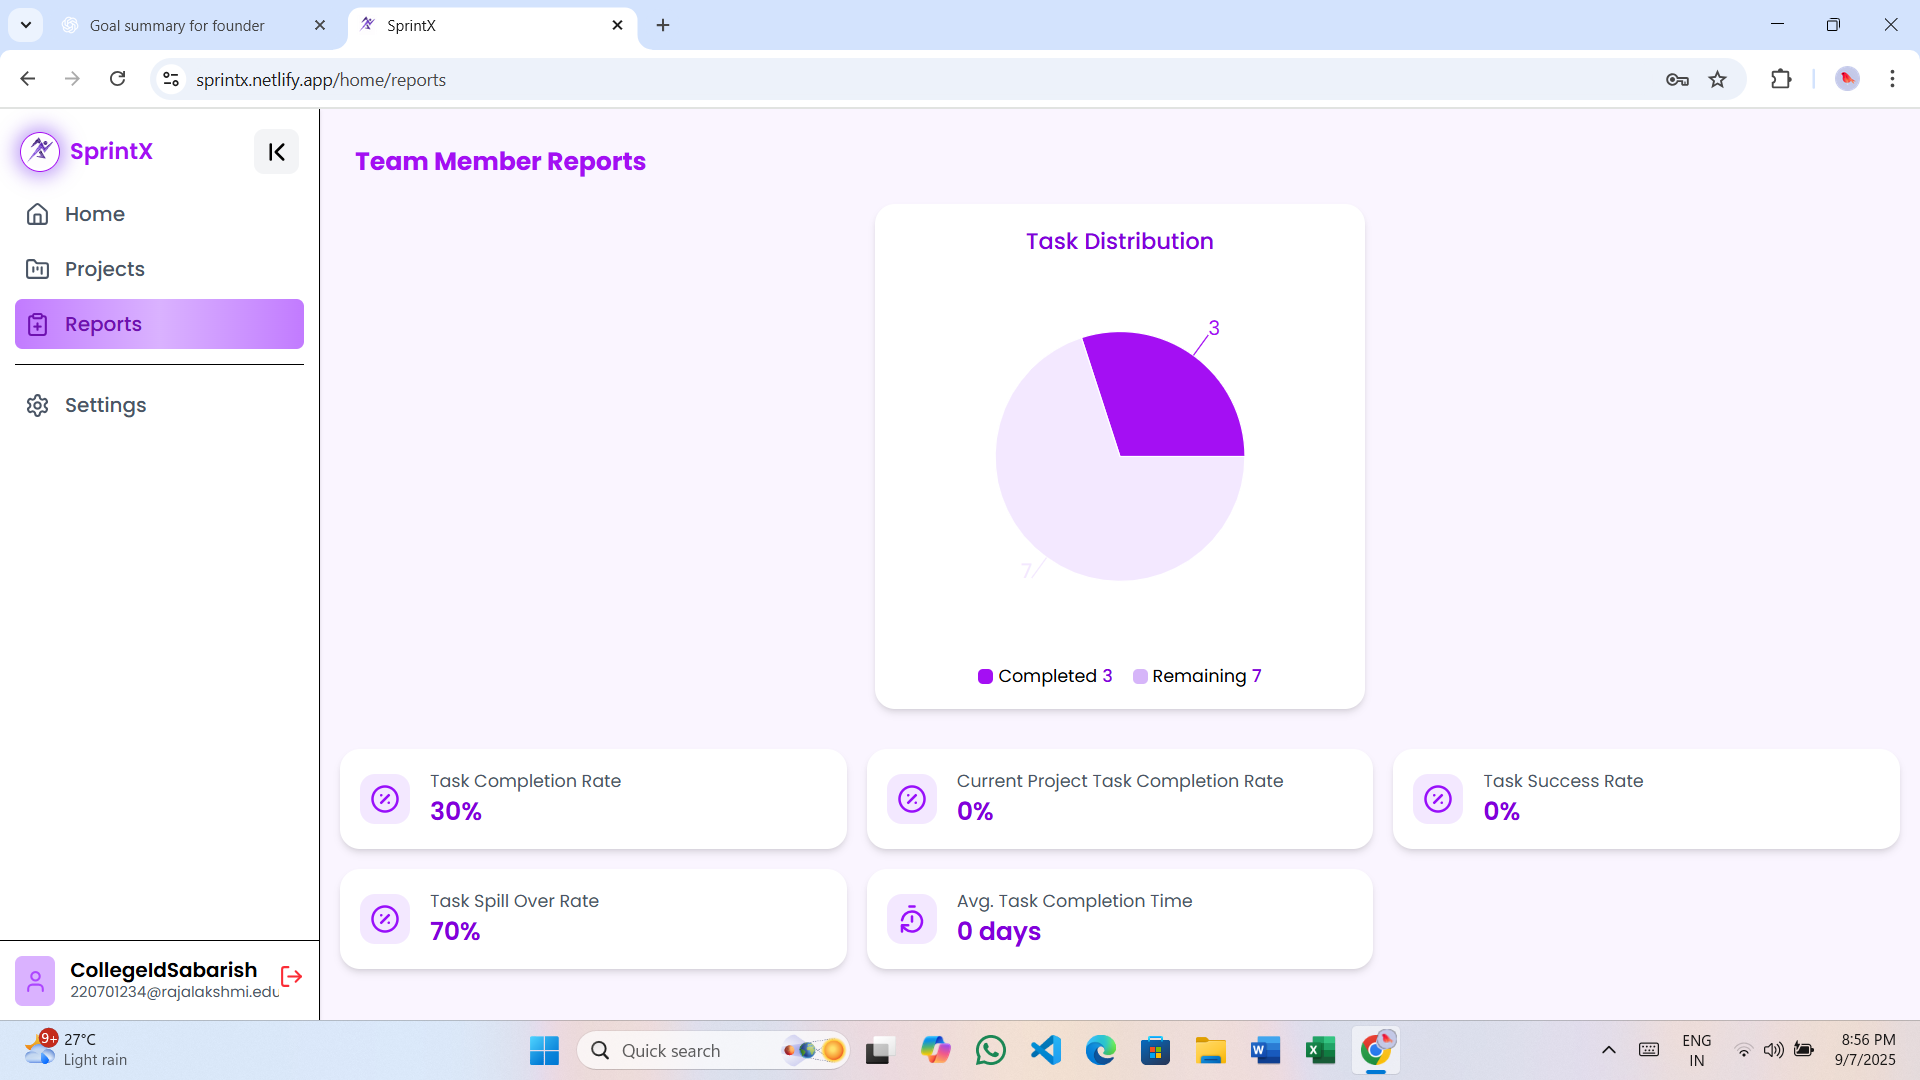 Goal summary for founder
SprintX
sprintx.netlify.app/home/reports
SprintX
Home
Projects
Reports
Settings
CollegeIdSabarish
220701234@rajalakshmi.edu
Team Member Reports
Task Distribution
3
7
Completed 3 Remaining 7
Task Completion Rate
30%
Current Project Task Completion Rate
0%
Task Success Rate
0%
Task Spill Over Rate
70%
Avg. Task Completion Time
0 days
9+
27°C
Light rain
Quick search
ENG
IN
8:56 PM
9/7/2025